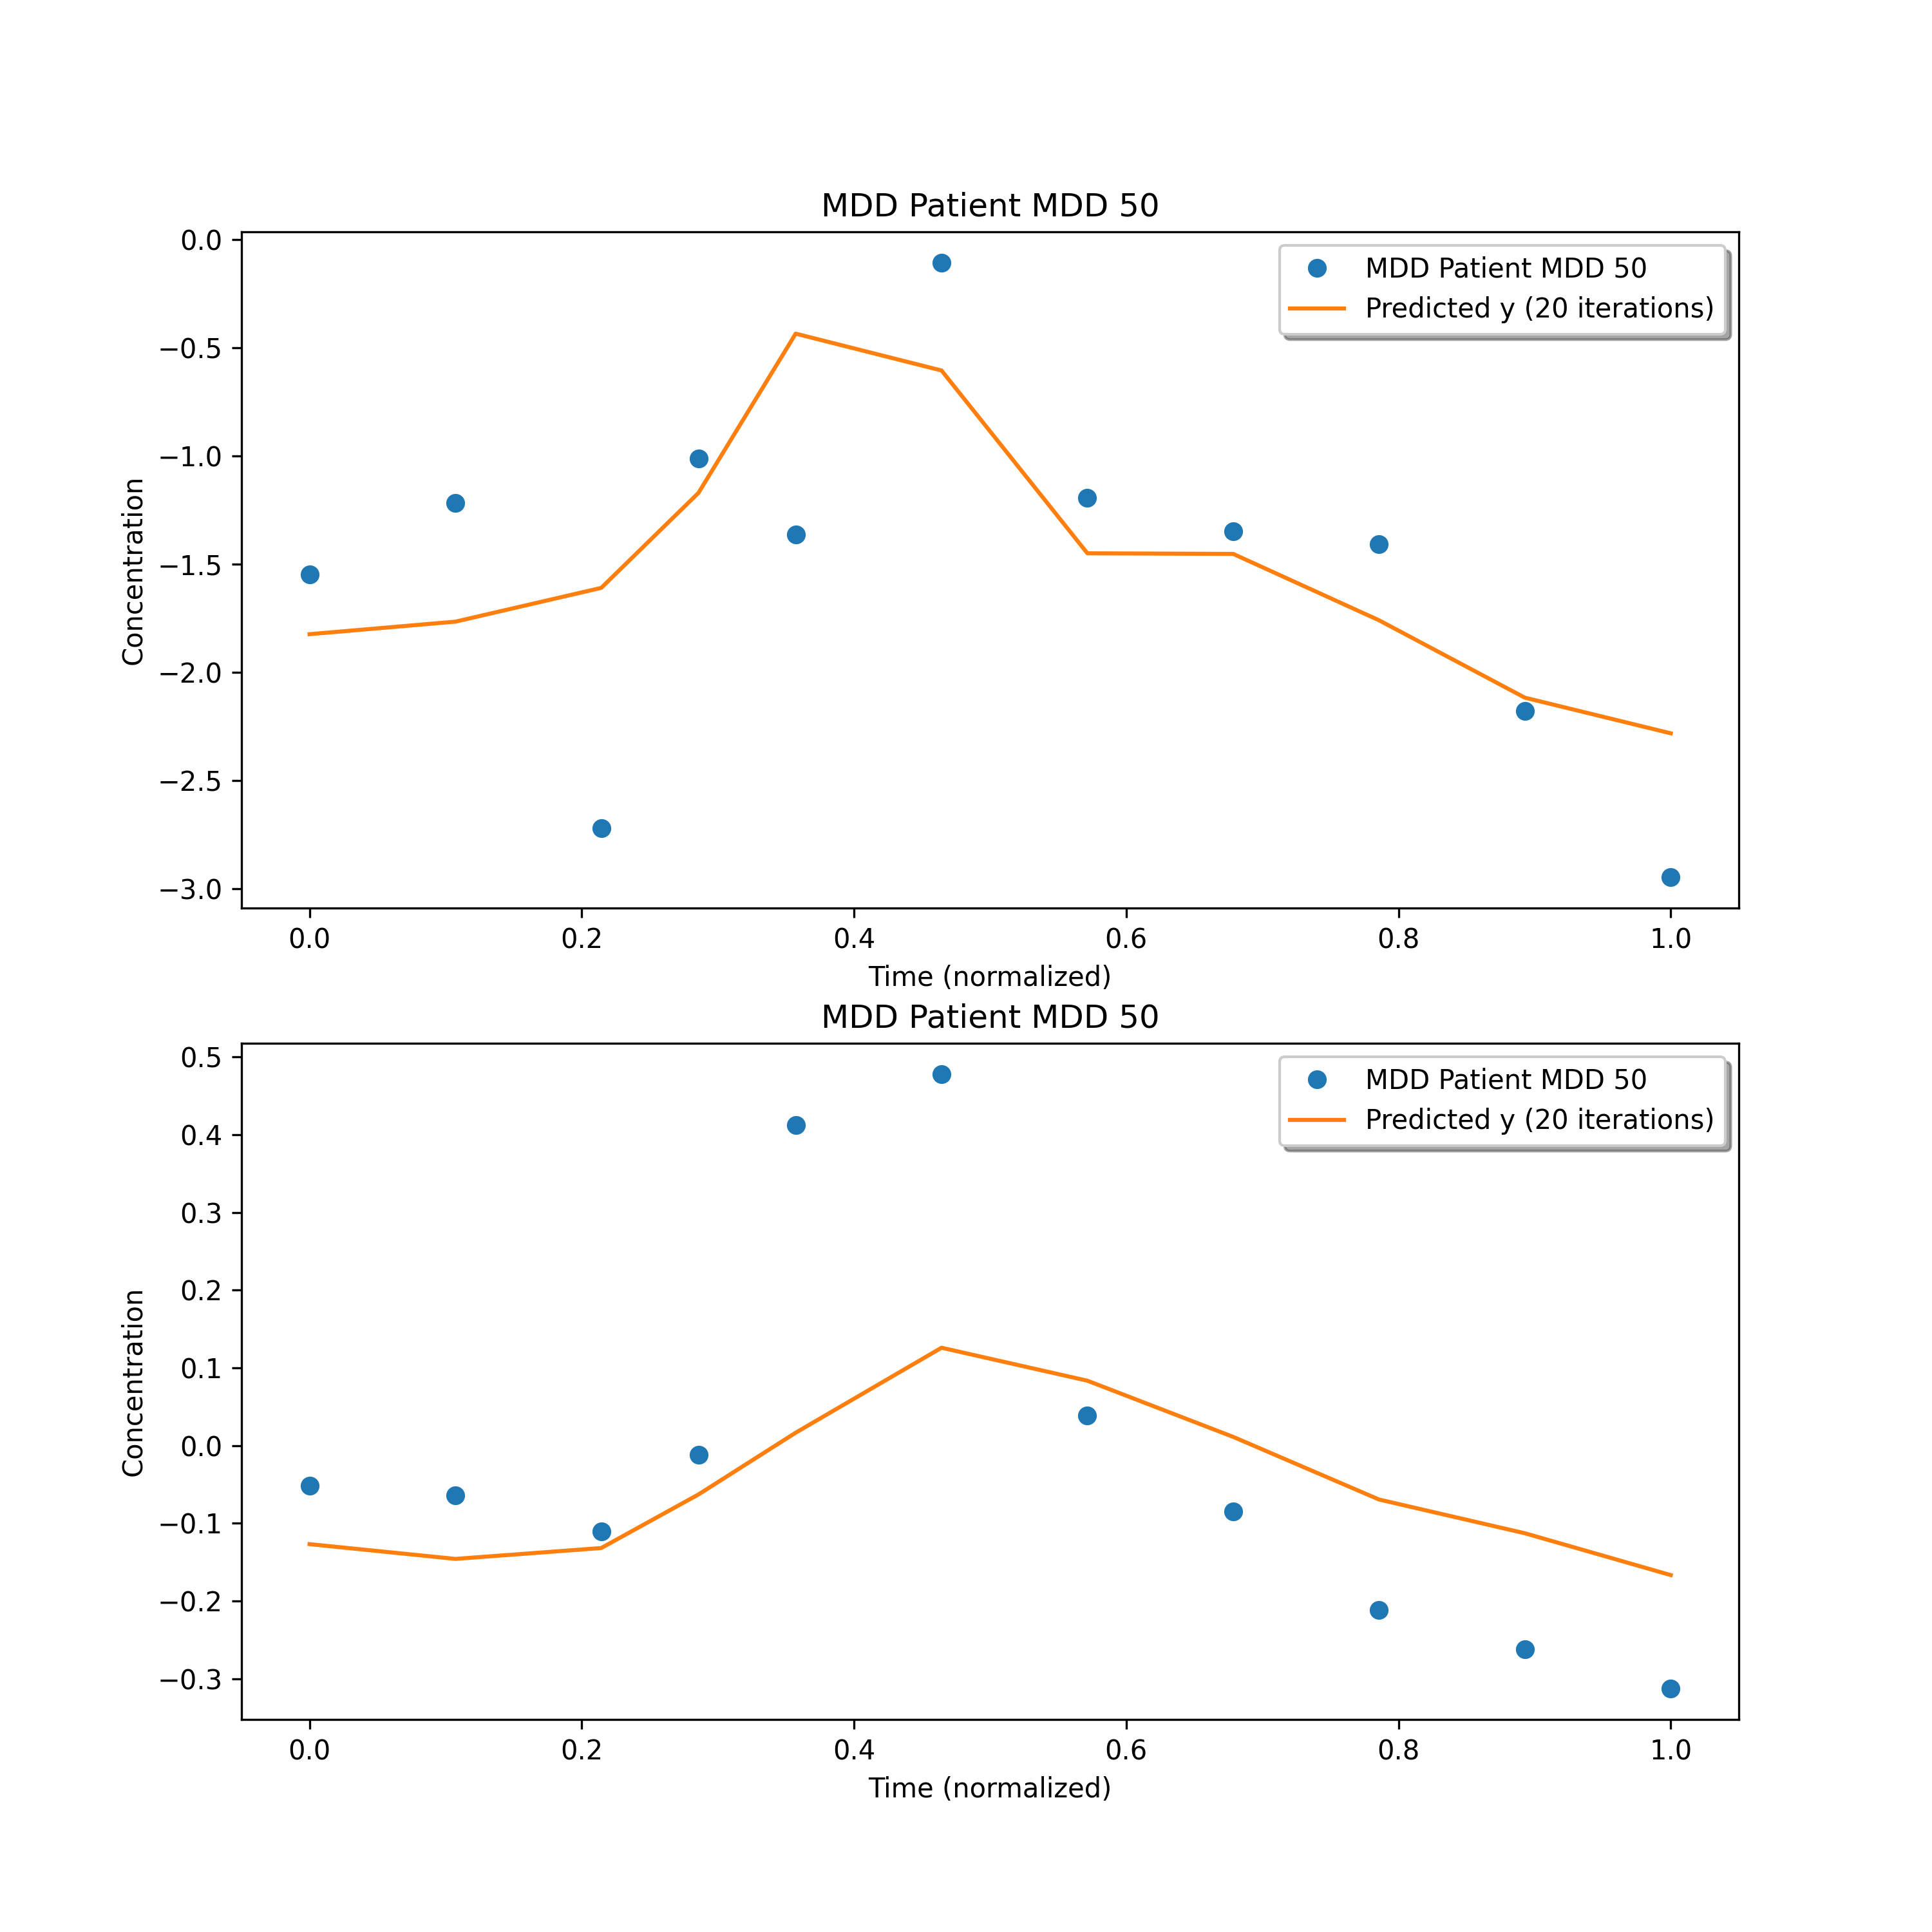 MDD Patient MDD 50
0.0
−0.5
−1.0
−1.5
−2.0
−2.5
−3.0
Concentration
MDD Patient MDD 50
Predicted y (20 iterations)
0.0 0.2 0.4 0.6 0.8 1.0
Time (normalized)
MDD Patient MDD 50
0.5
0.4
0.3
0.2
0.1
0.0
−0.1
−0.2
−0.3
Concentration
MDD Patient MDD 50
Predicted y (20 iterations)
0.0 0.2 0.4 0.6 0.8 1.0
Time (normalized)